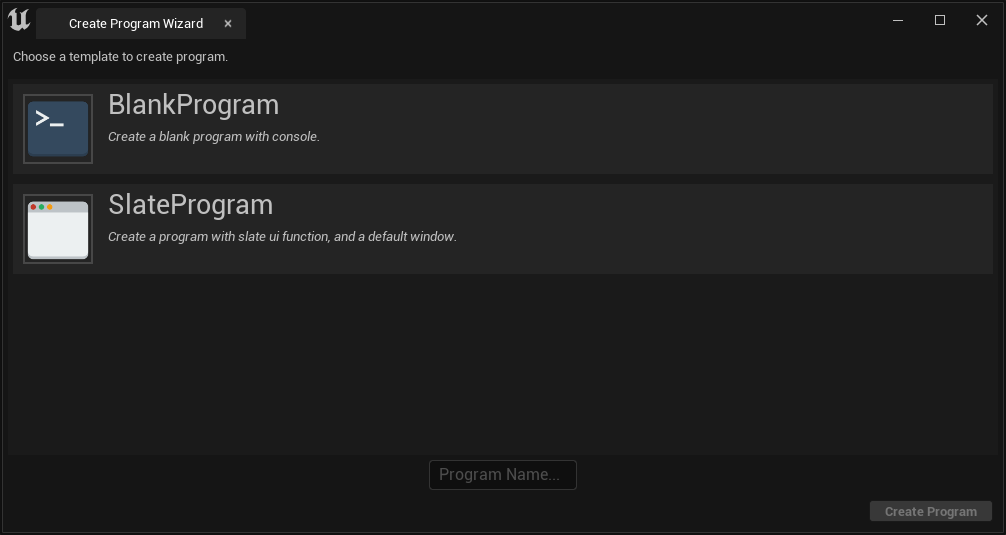 Create Program Wizard
Choose a template to create program.
BlankProgram
Create a blank program with console.
SlateProgram
Create a program with slate ui function, and a default window.
Program Name...
Create Program